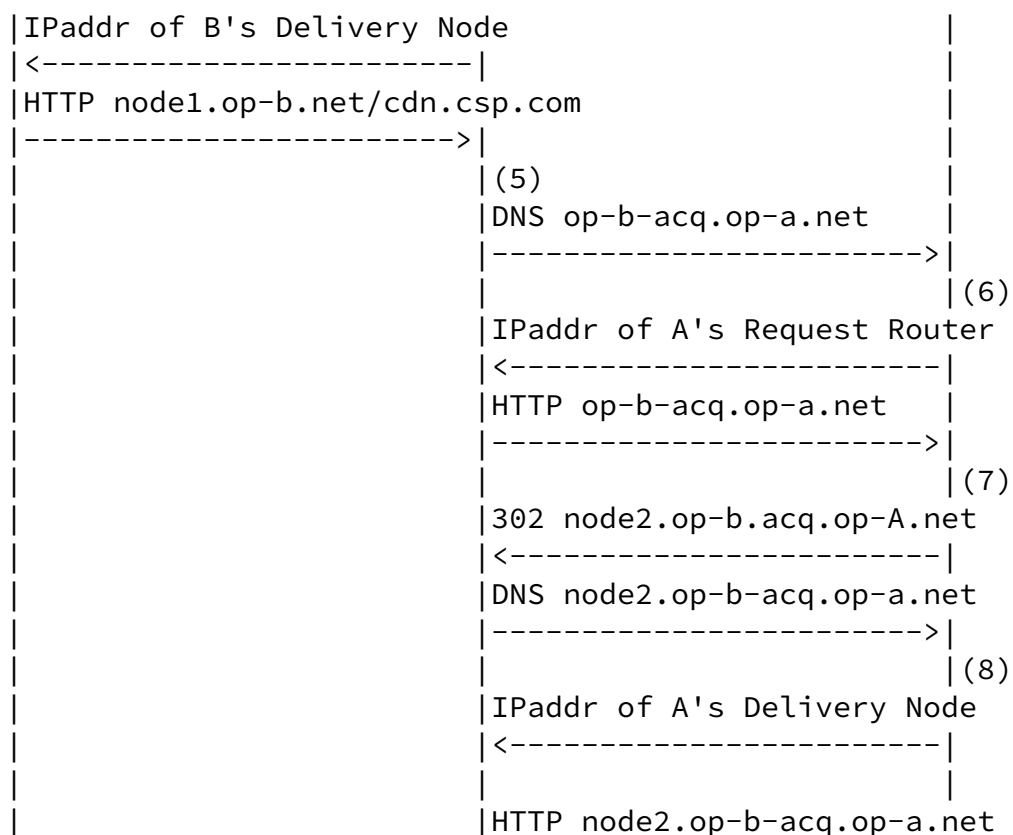 |IPaddr of B's Delivery Node                            |
|<------------------------|                          |
|HTTP node1.op-b.net/cdn.csp.com                    |
|------------------------>|                          |
|                          |(5)                       |
|                          |DNS op-b-acq.op-a.net    |
|                          |------------------------>|
|                          |                          |(6)
|                          |IPaddr of A's Request Router
|                          |<------------------------|
|                          |HTTP op-b-acq.op-a.net   |
|                          |------------------------>|
|                          |                          |(7)
|                          |302 node2.op-b.acq.op-A.net
|                          |<------------------------|
|                          |DNS node2.op-b-acq.op-a.net
|                          |------------------------>|
|                          |                          |(8)
|                          |IPaddr of A's Delivery Node
|                          |<------------------------|
|                          |                          |
|                          |HTTP node2.op-b-acq.op-a.net